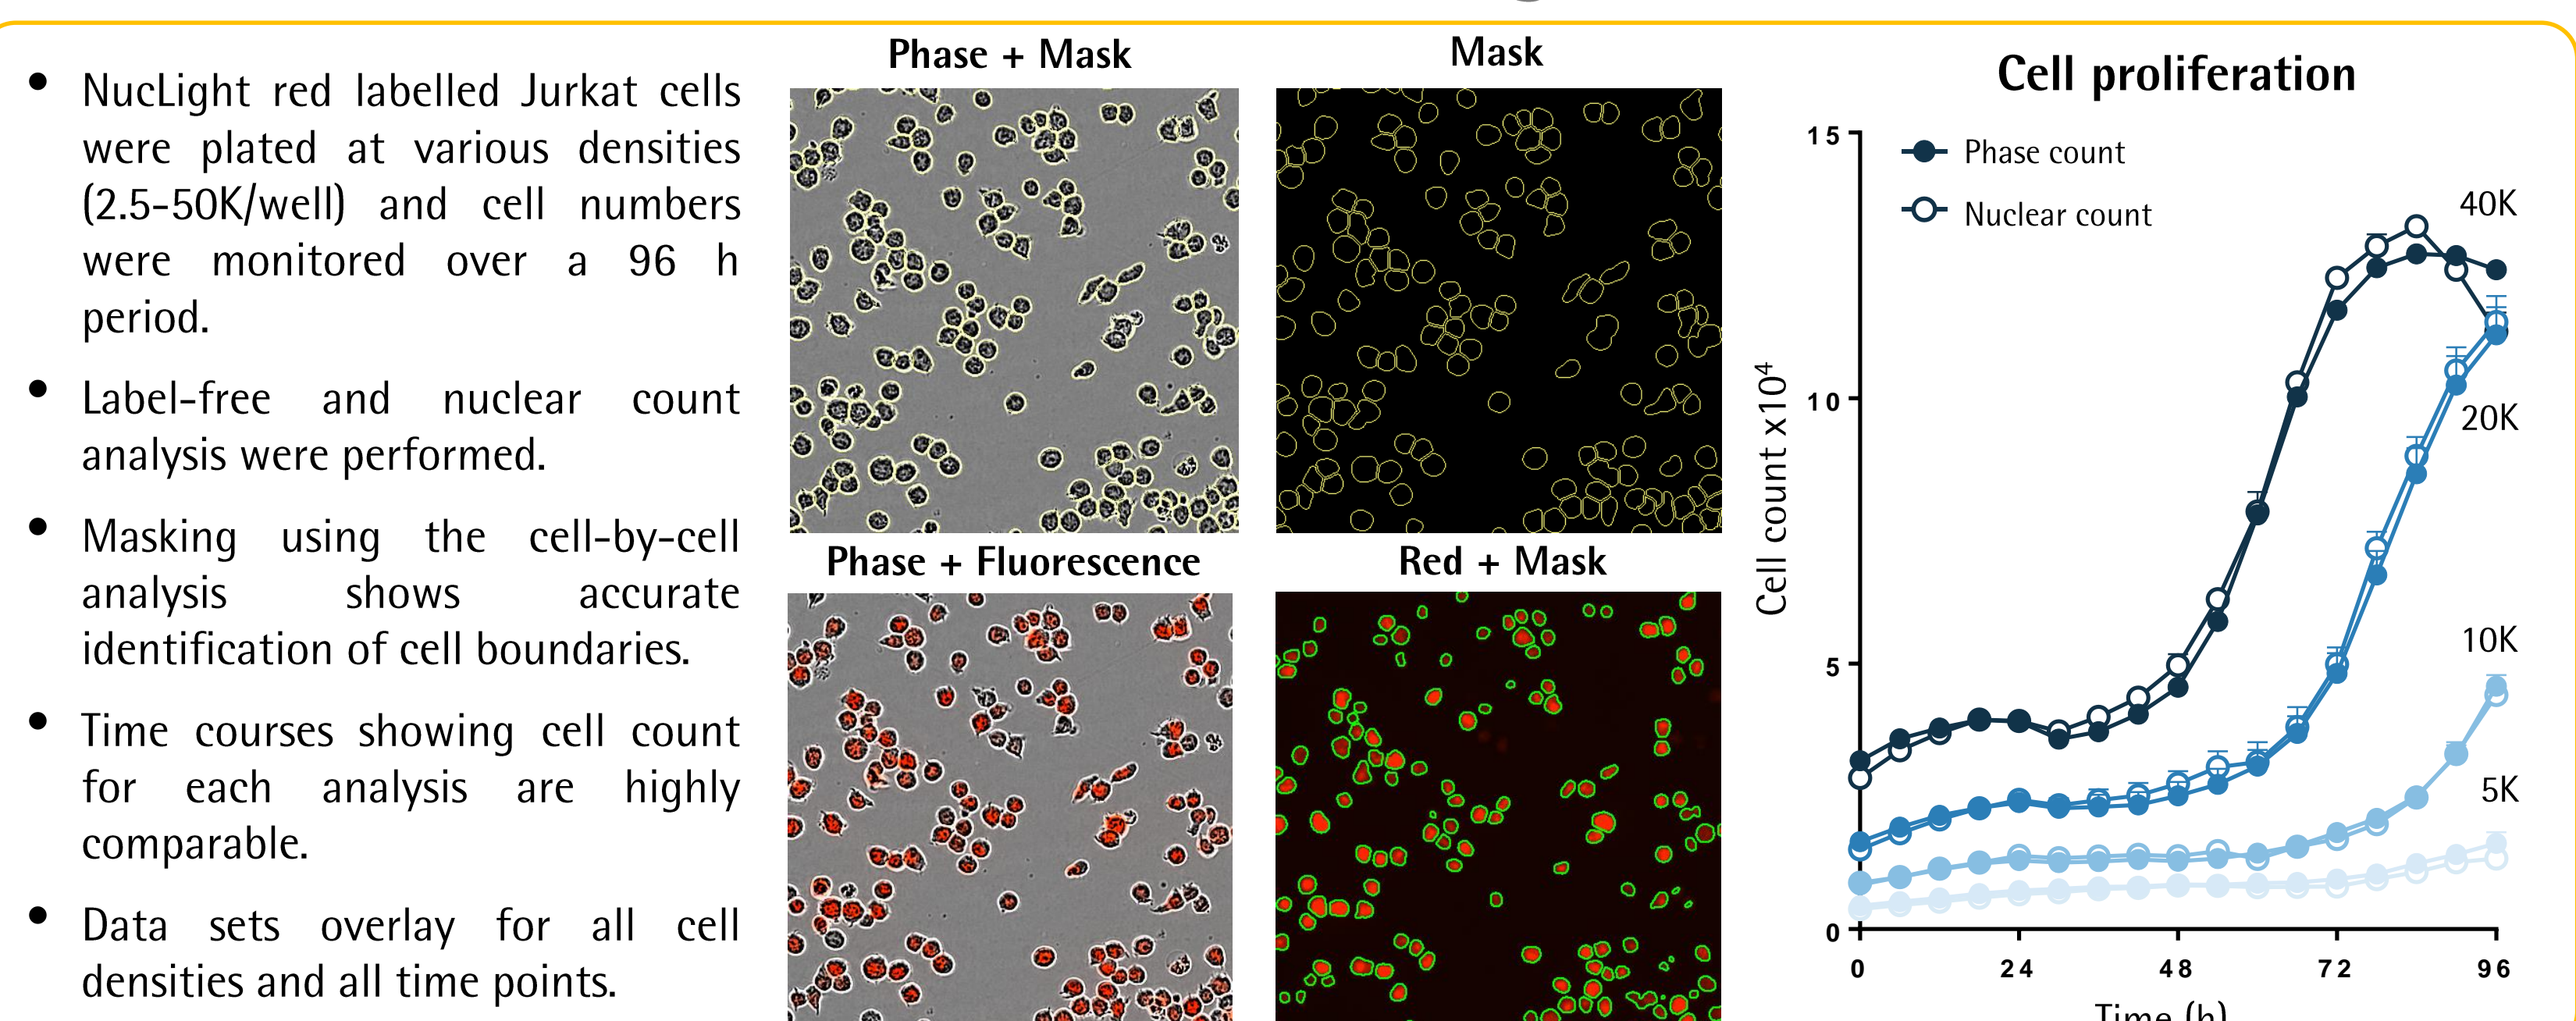 • NucLight red labelled Jurkat cells
were plated at various densities
(2.5-50K/well) and cell numbers
were monitored over a 96 h
period.
• Label-free and nuclear count
analysis were performed.
• Masking using the cell-by-cell
analysis shows accurate
identification of cell boundaries.
• Time courses showing cell count
for each analysis are highly
comparable.
• Data sets overlay for all cell
densities and all time points.
Phase + Mask
Mask
Phase + Fluorescence
Red + Mask
Cell proliferation
Phase count
Nuclear count
Cell count x10⁴
15
10
5
0
40K
20K
10K
5K
0 24 48 72 96
Time (h)